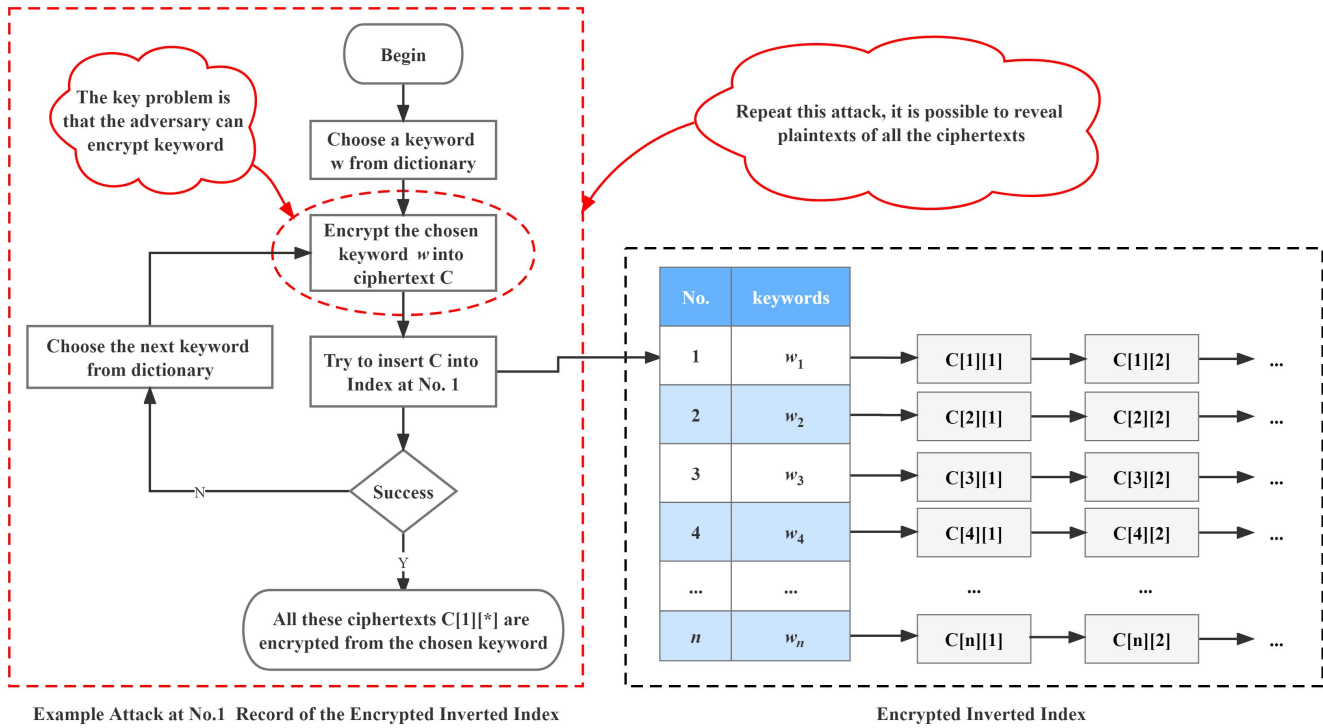 Begin
The key problem is
that the adversary can
encrypt keyword
Repeat this attack, it is possible to reveal
plaintexts of all the ciphertexts
Choose a keyword
w from dictionary
Encrypt the chosen
keyword w into
ciphertext C
Choose the next keyword
from dictionary
Try to insert C into
Index at No. 1
Success
N
Y
All these ciphertexts C[1][*] are
encrypted from the chosen keyword
No. keywords
1 w₁ C[1][1] C[1][2] ...
2 w₂ C[2][1] C[2][2] ...
3 w₃ C[3][1] C[3][2] ...
4 w₄ C[4][1] C[4][2] ...
... ... ... ...
n wₙ C[n][1] C[n][2] ...
Example Attack at No.1 Record of the Encrypted Inverted Index
Encrypted Inverted Index